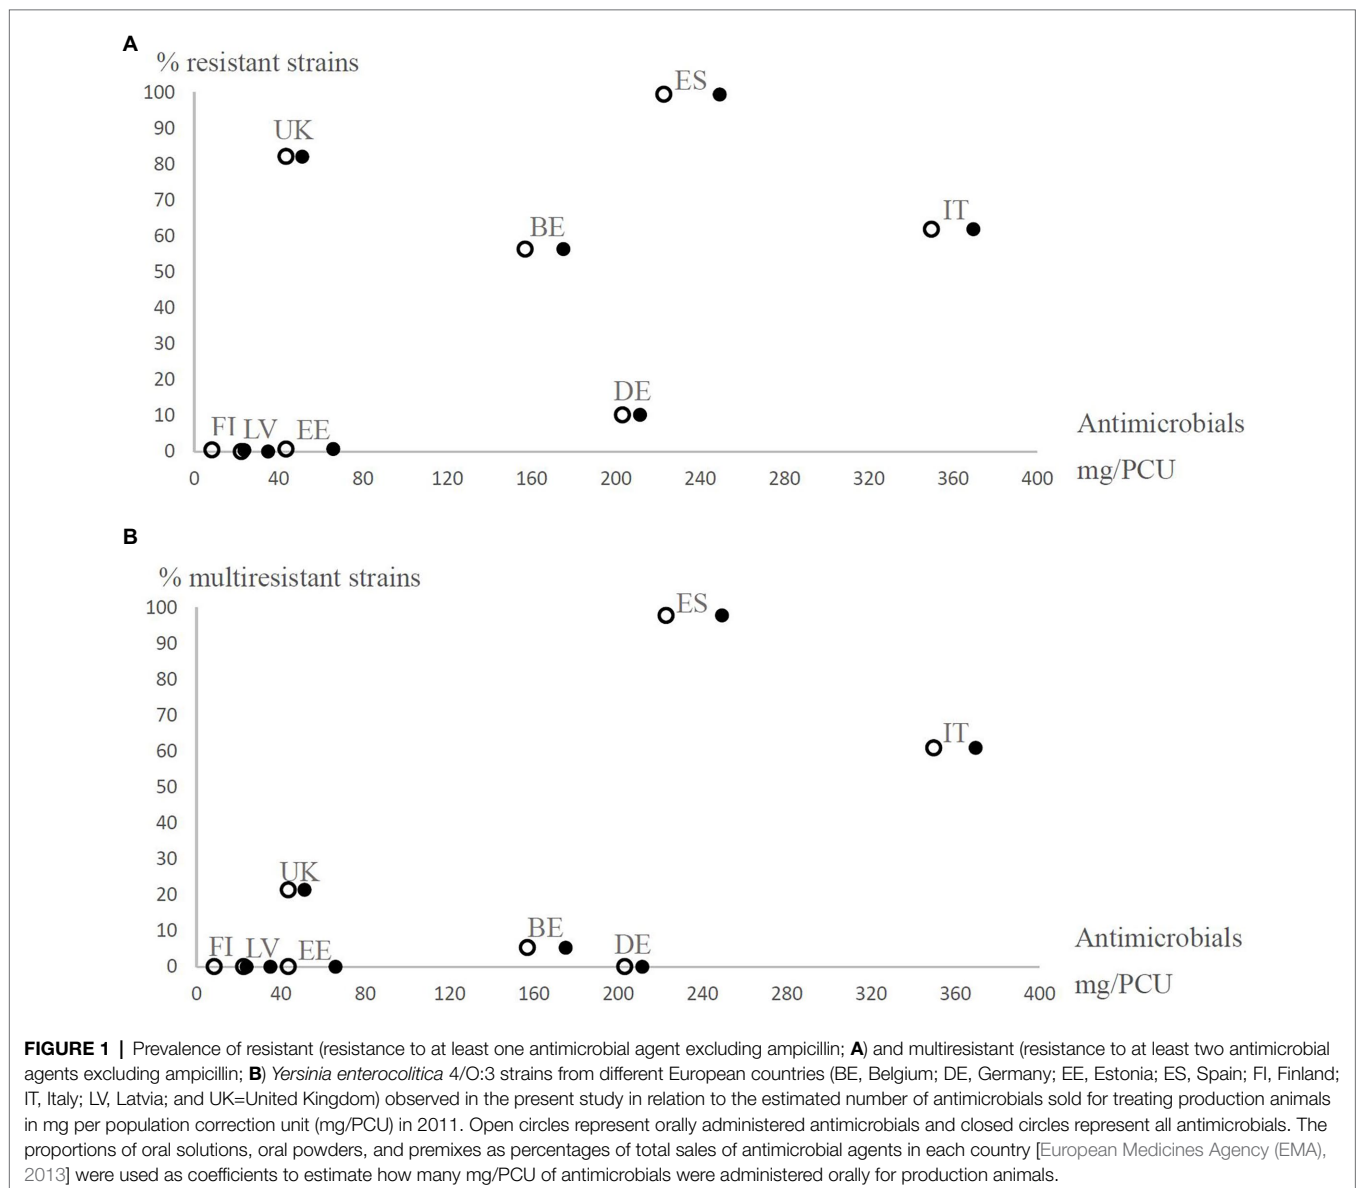 A
% resistant strains
100
90
80
70
60
50
40
30
20
10
0
UK
ES
BE
IT
DE
FI LV EE
0 40 80 120 160 200 240 280 320 360 400
Antimicrobials
mg/PCU
B
% multiresistant strains
100
90
80
70
60
50
40
30
20
10
0
ES
IT
UK
FI LV EE
BE
DE
0 40 80 120 160 200 240 280 320 360 400
Antimicrobials
mg/PCU
FIGURE 1 | Prevalence of resistant (resistance to at least one antimicrobial agent excluding ampicillin; A) and multiresistant (resistance to at least two antimicrobial
agents excluding ampicillin; B) Yersinia enterocolitica 4/O:3 strains from different European countries (BE, Belgium; DE, Germany; EE, Estonia; ES, Spain; FI, Finland;
IT, Italy; LV, Latvia; and UK=United Kingdom) observed in the present study in relation to the estimated number of antimicrobials sold for treating production animals
in mg per population correction unit (mg/PCU) in 2011. Open circles represent orally administered antimicrobials and closed circles represent all antimicrobials. The
proportions of oral solutions, oral powders, and premixes as percentages of total sales of antimicrobial agents in each country [European Medicines Agency (EMA),
2013] were used as coefficients to estimate how many mg/PCU of antimicrobials were administered orally for production animals.